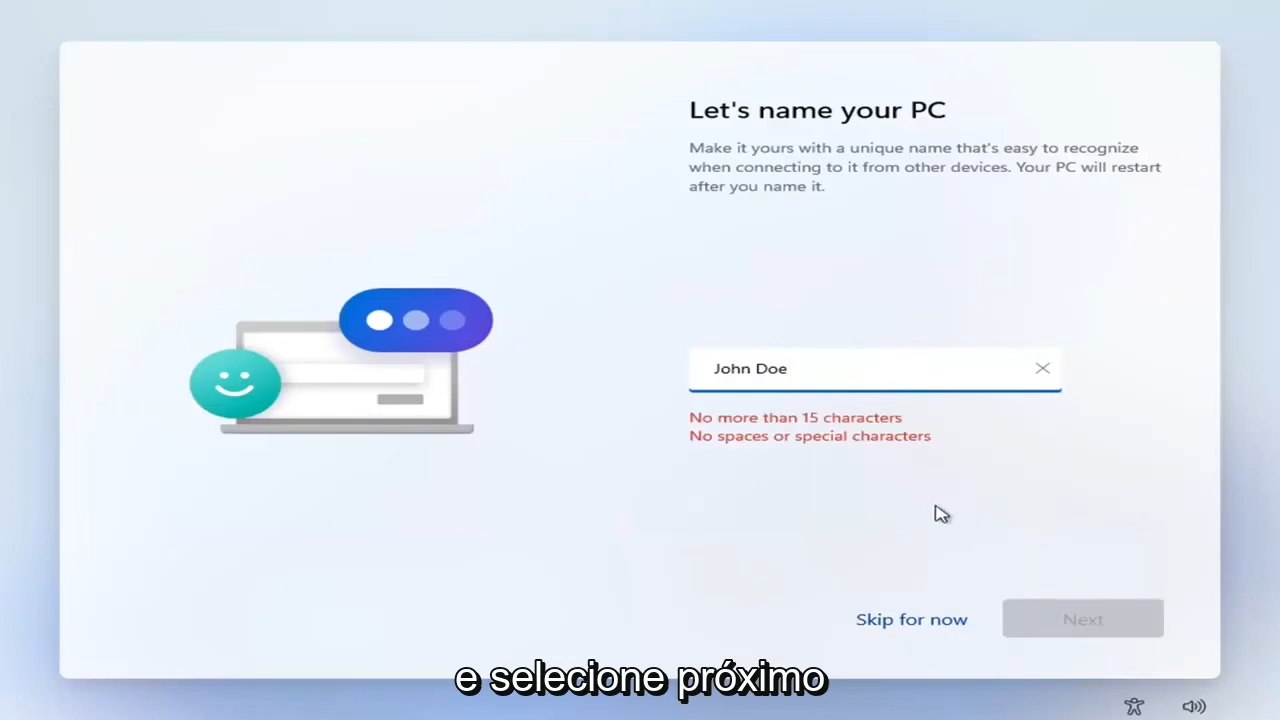 Let's name your PC
Make it yours with a unique name that's easy to recognize
when connecting to it from other devices. Your PC will restart
after you name it.
John Doe
No more than 15 characters
No spaces or special characters
Skip for now
Next
e selecione próximo